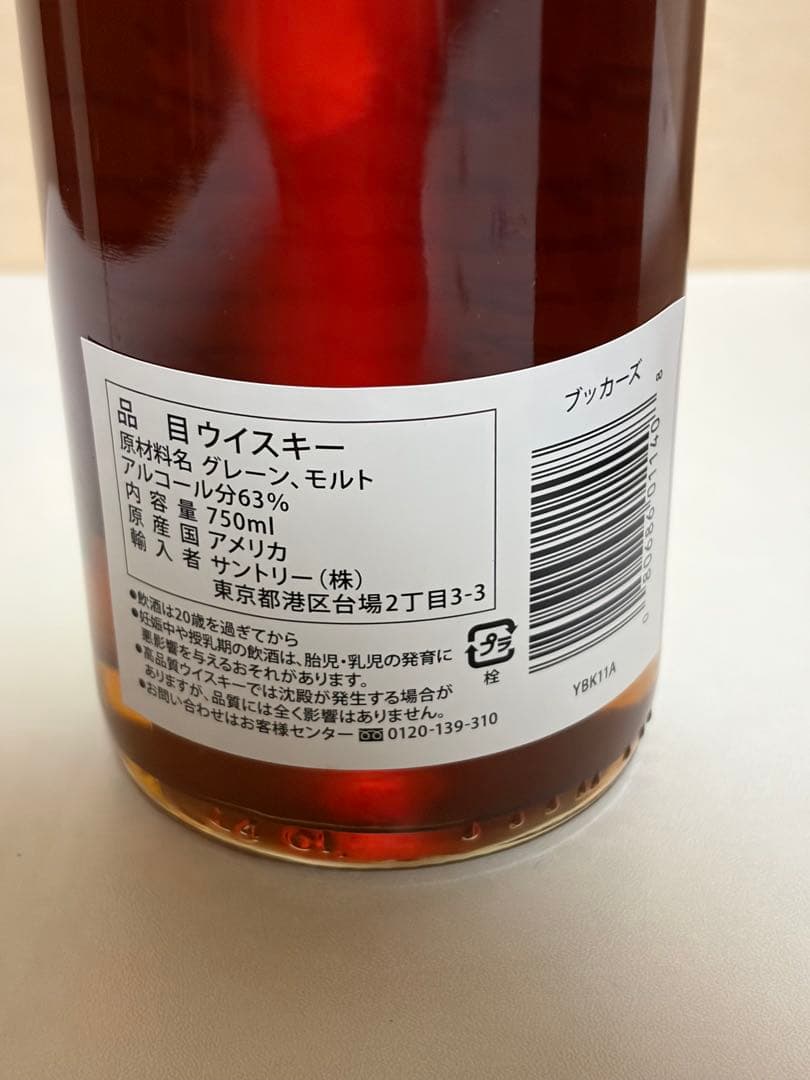 品 目 ウイスキー
原材料名 グレーン、モルト
アルコール分63%
内容量 750ml
原産国 アメリカ
輸入者 サントリー（株）
東京都港区台場2丁目3-3
●飲酒は20歳を過ぎてから
●妊娠中や授乳期の飲酒は、胎児・乳児の発育に
悪影響を与えるおそれがあります。
●高品質ウイスキーでは沈殿が発生する場合が
ありますが、品質には全く影響はありません。
●お問い合わせはお客様センター 0120-139-310
プラ
栓
ブッカーズ
YBK11A